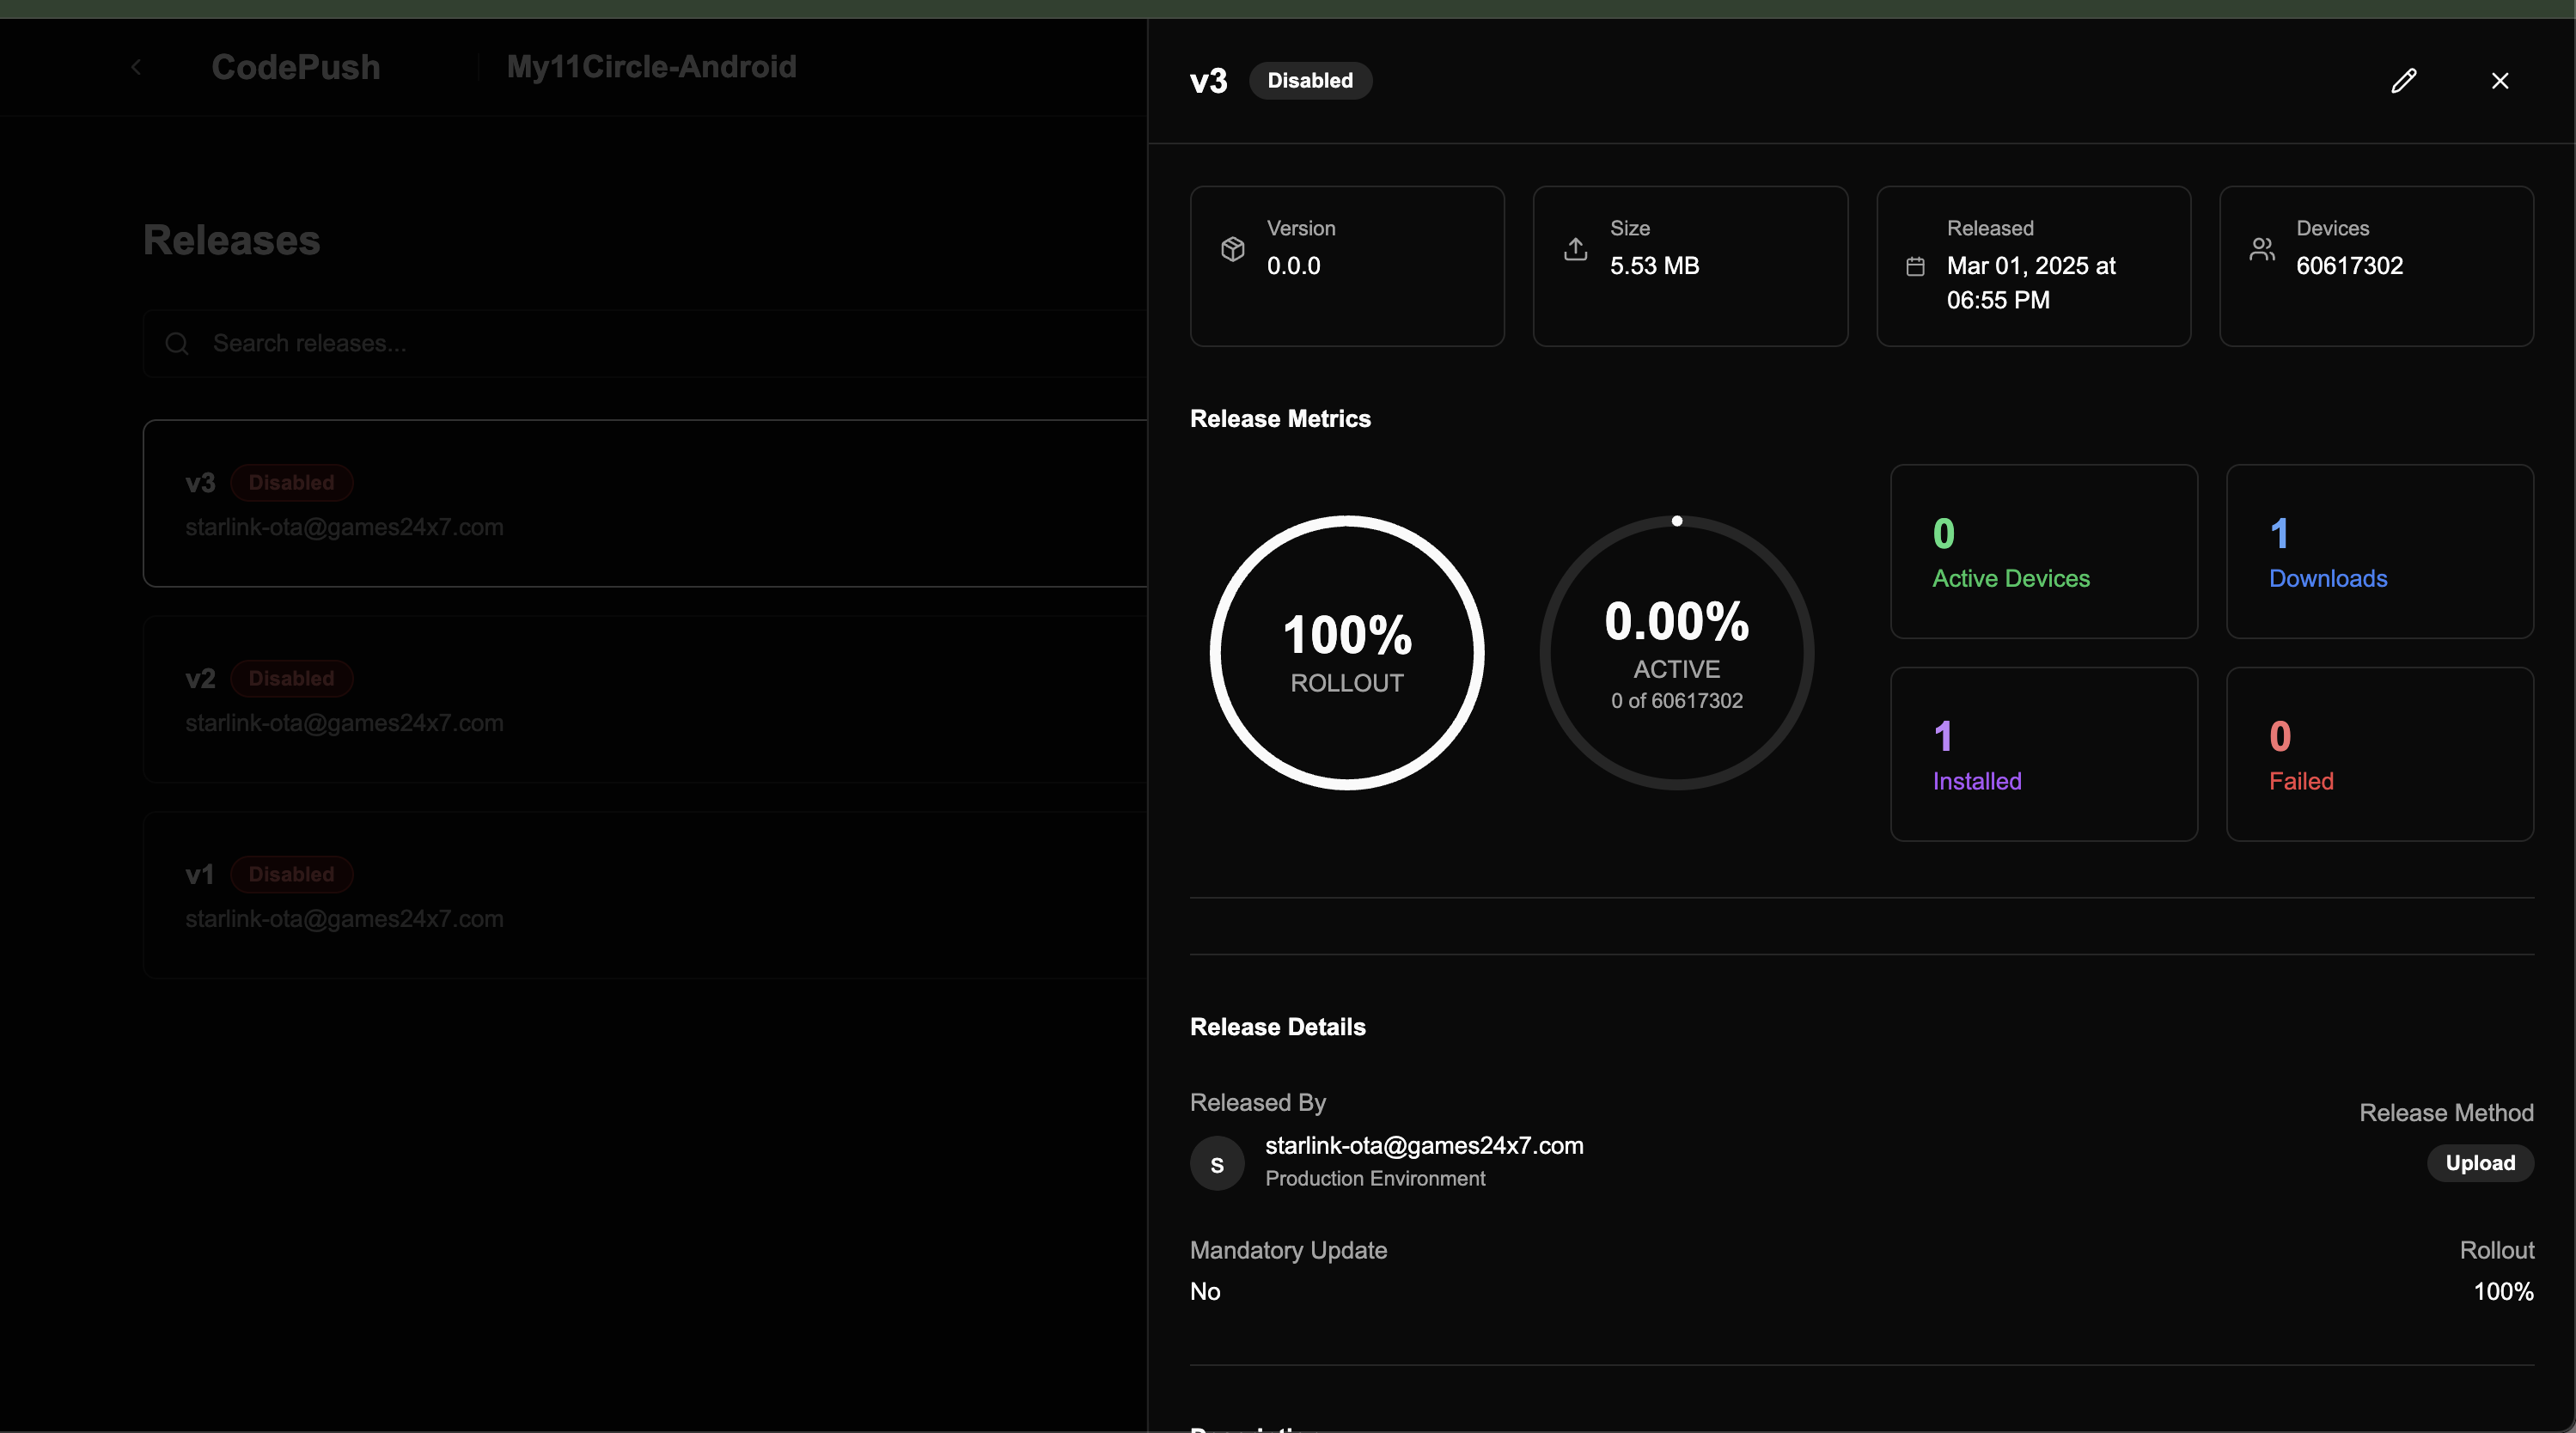 CodePush
My11Circle-Android
Releases
Search releases...
v3 Disabled
starlink-ota@games24x7.com
v2 Disabled
starlink-ota@games24x7.com
v1 Disabled
starlink-ota@games24x7.com
v3 Disabled
Version
0.0.0
Size
5.53 MB
Released
Mar 01, 2025 at
06:55 PM
Devices
60617302
Release Metrics
100%
ROLLOUT
0.00%
ACTIVE
0 of 60617302
0
Active Devices
1
Downloads
1
Installed
0
Failed
Release Details
Released By
S
starlink-ota@games24x7.com
Production Environment
Release Method
Upload
Mandatory Update
No
Rollout
100%